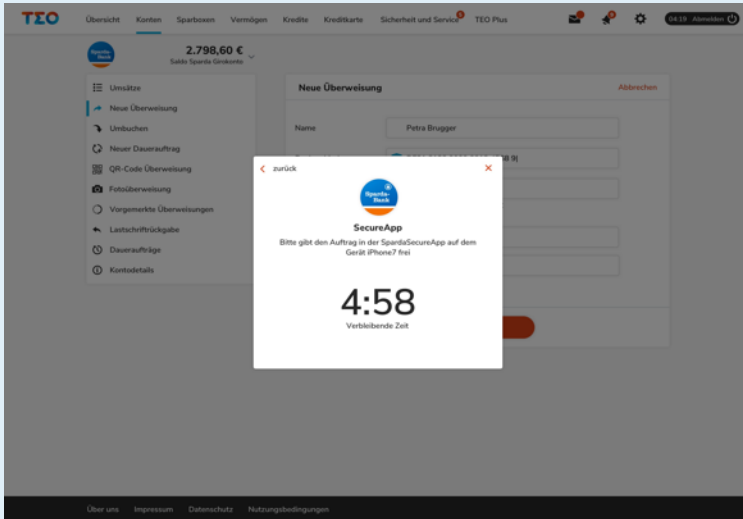 TEO
Übersicht Konten Sparboxen Vermögen Kredite Kreditkarte Sicherheit und Service TEO Plus
04:19 Abmelden
Sparda-Bank
2.798,60 €
Saldo Sparda Girokonto
Umsätze
Neue Überweisung
Umbuchen
Neuer Dauerauftrag
QR-Code Überweisung
Fotoüberweisung
Vorgemerkte Überweisungen
Lastschriftrückgabe
Daueraufträge
Kontodetails
Neue Überweisung
Abbrechen
Name
Petra Brugger
zurück
Sparda-
Bank
SecureApp
Bitte gibt den Auftrag in der SpardaSecureApp auf dem
Gerät iPhone7 frei
4:58
Verbleibende Zeit
Über uns Impressum Datenschutz Nutzungsbedingungen